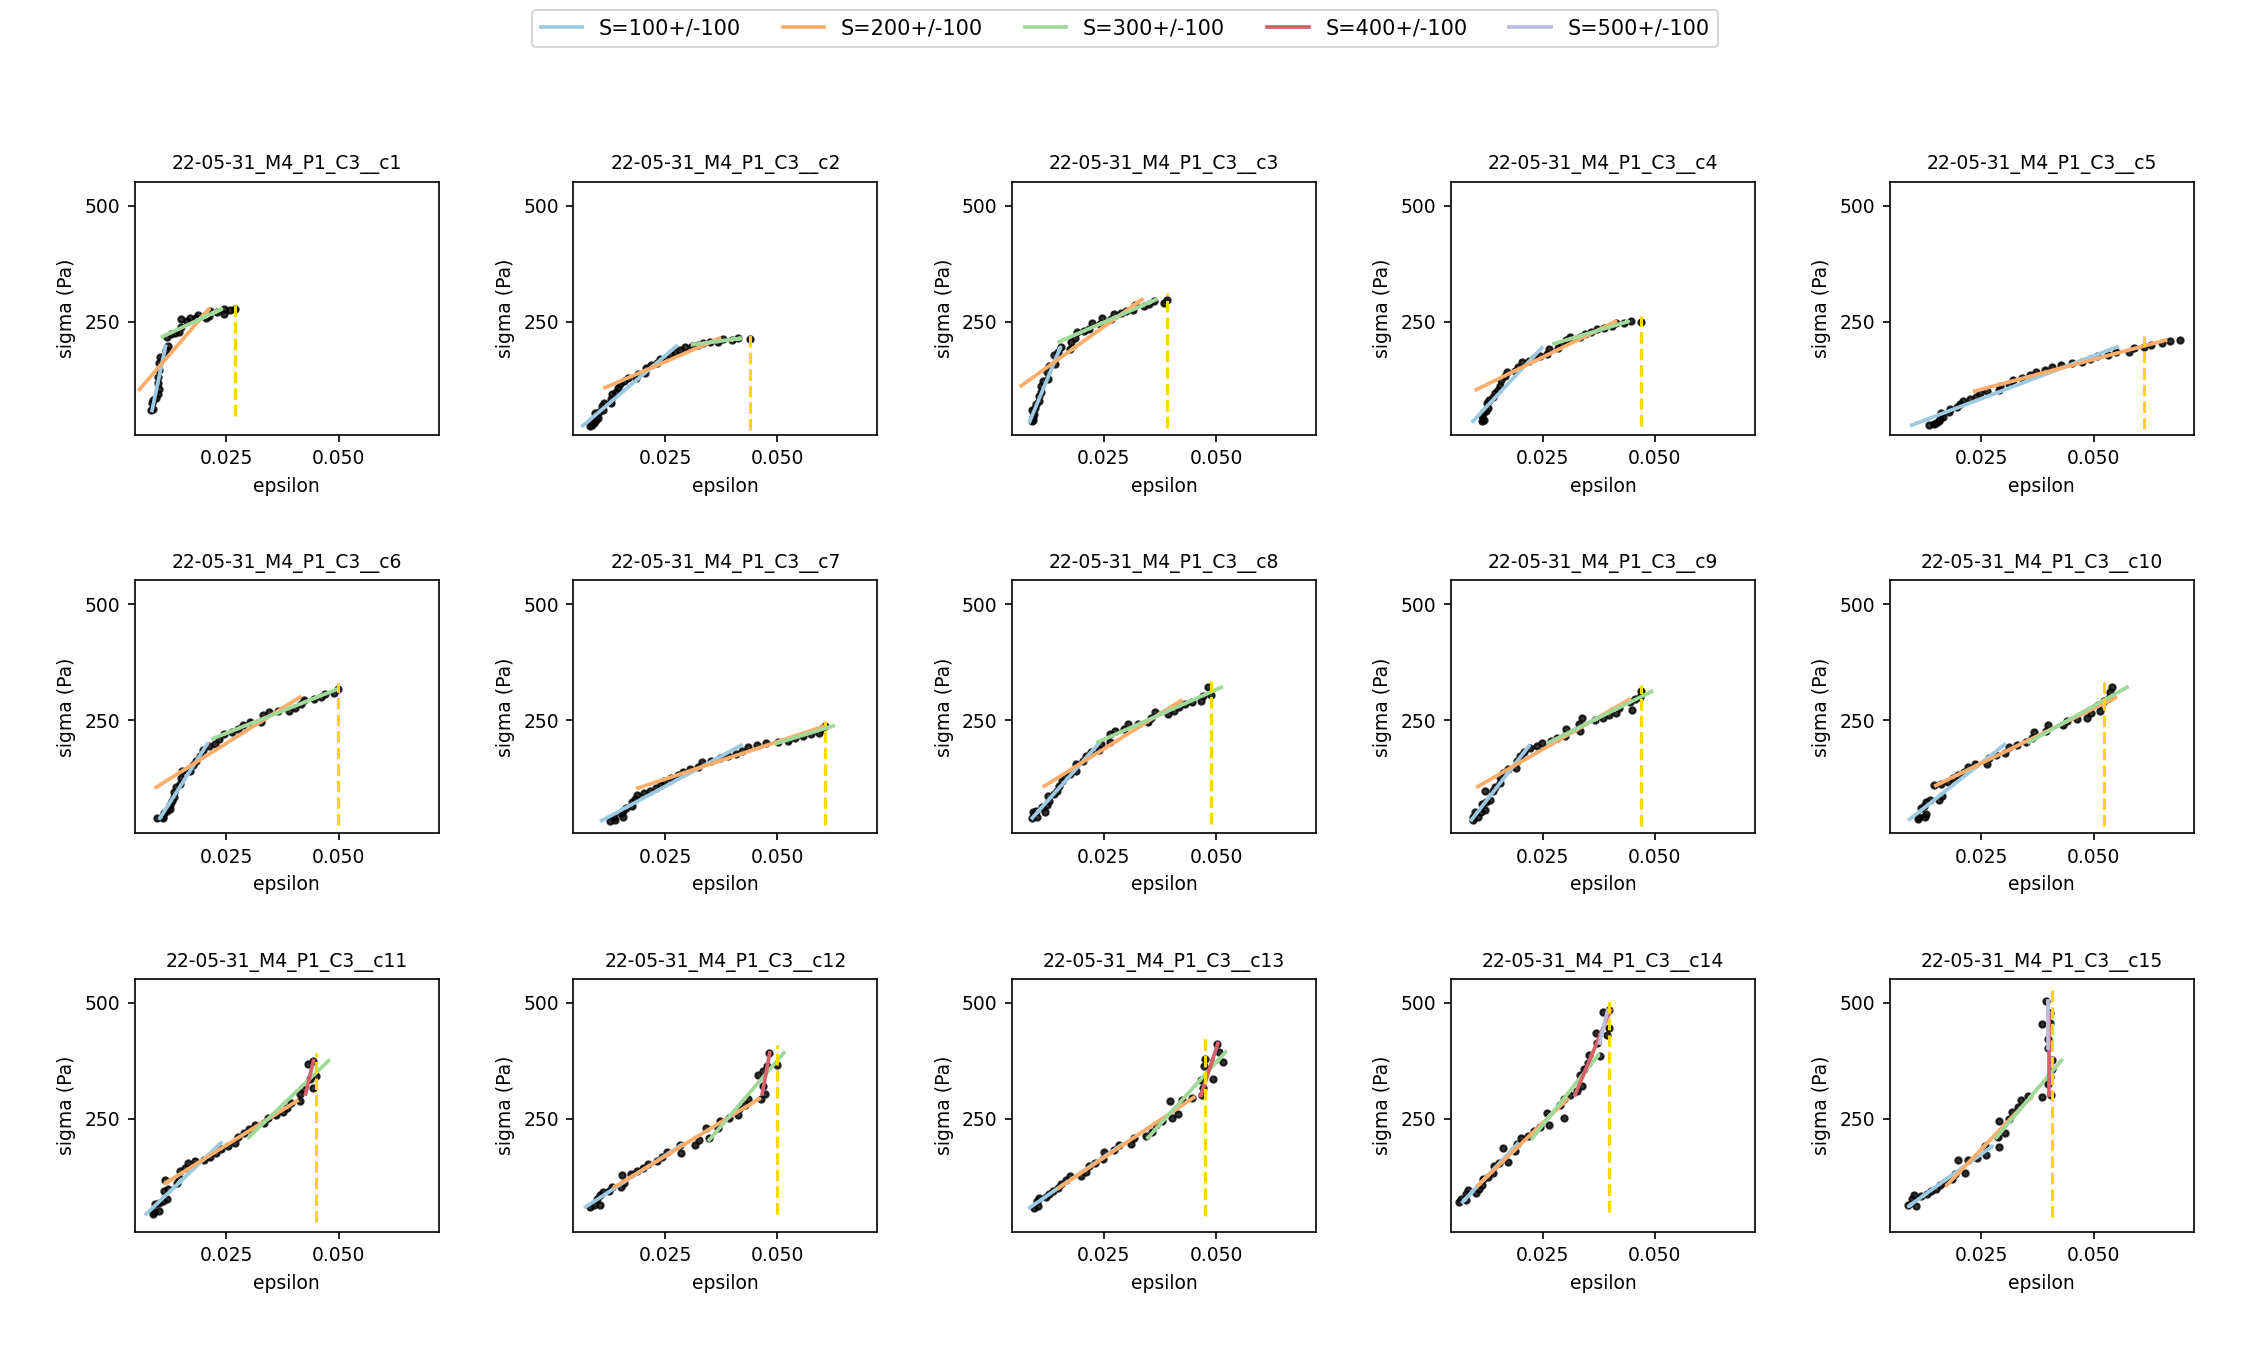 S=100+/-100 S=200+/-100 S=300+/-100 S=400+/-100 S=500+/-100
22-05-31_M4_P1_C3__c1
500
250
sigma (Pa)
0.025 0.050
epsilon
22-05-31_M4_P1_C3__c2
500
250
sigma (Pa)
0.025 0.050
epsilon
22-05-31_M4_P1_C3__c3
500
250
sigma (Pa)
0.025 0.050
epsilon
22-05-31_M4_P1_C3__c4
500
250
sigma (Pa)
0.025 0.050
epsilon
22-05-31_M4_P1_C3__c5
500
250
sigma (Pa)
0.025 0.050
epsilon
22-05-31_M4_P1_C3__c6
500
250
sigma (Pa)
0.025 0.050
epsilon
22-05-31_M4_P1_C3__c7
500
250
sigma (Pa)
0.025 0.050
epsilon
22-05-31_M4_P1_C3__c8
500
250
sigma (Pa)
0.025 0.050
epsilon
22-05-31_M4_P1_C3__c9
500
250
sigma (Pa)
0.025 0.050
epsilon
22-05-31_M4_P1_C3__c10
500
250
sigma (Pa)
0.025 0.050
epsilon
22-05-31_M4_P1_C3__c11
500
250
sigma (Pa)
0.025 0.050
epsilon
22-05-31_M4_P1_C3__c12
500
250
sigma (Pa)
0.025 0.050
epsilon
22-05-31_M4_P1_C3__c13
500
250
sigma (Pa)
0.025 0.050
epsilon
22-05-31_M4_P1_C3__c14
500
250
sigma (Pa)
0.025 0.050
epsilon
22-05-31_M4_P1_C3__c15
500
250
sigma (Pa)
0.025 0.050
epsilon